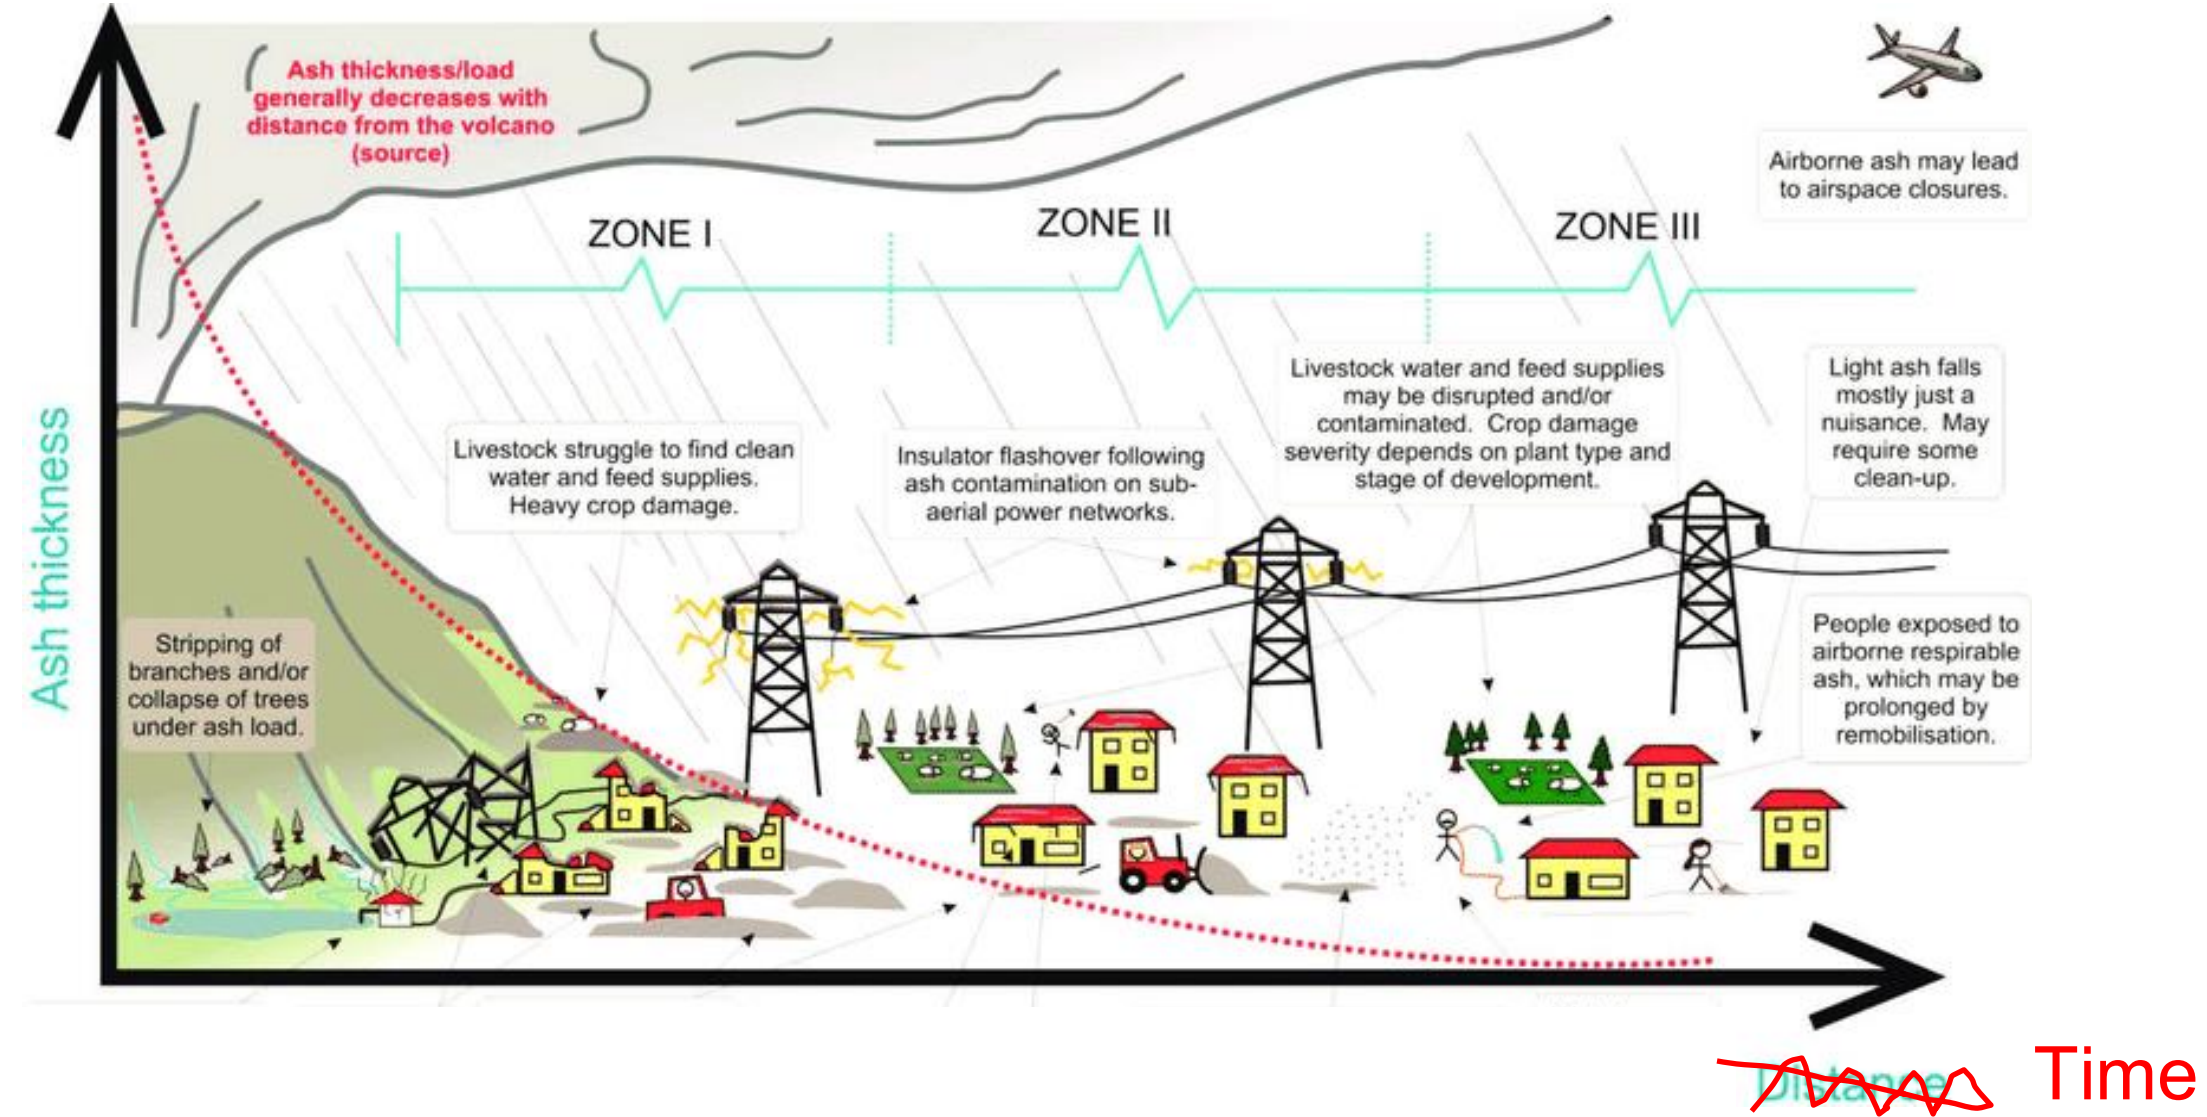 Ash thickness/load
generally decreases with
distance from the volcano
(source)
Airborne ash may lead
to airspace closures.
ZONE I
ZONE II
ZONE III
Livestock struggle to find clean
water and feed supplies.
Heavy crop damage.
Insulator flashover following
ash contamination on sub-
aerial power networks.
Livestock water and feed supplies
may be disrupted and/or
contaminated. Crop damage
severity depends on plant type and
stage of development.
Light ash falls
mostly just a
nuisance. May
require some
clean-up.
Ash thickness
Stripping of
branches and/or
collapse of trees
under ash load.
People exposed to
airborne respirable
ash, which may be
prolonged by
remobilisation.
Distance
Time